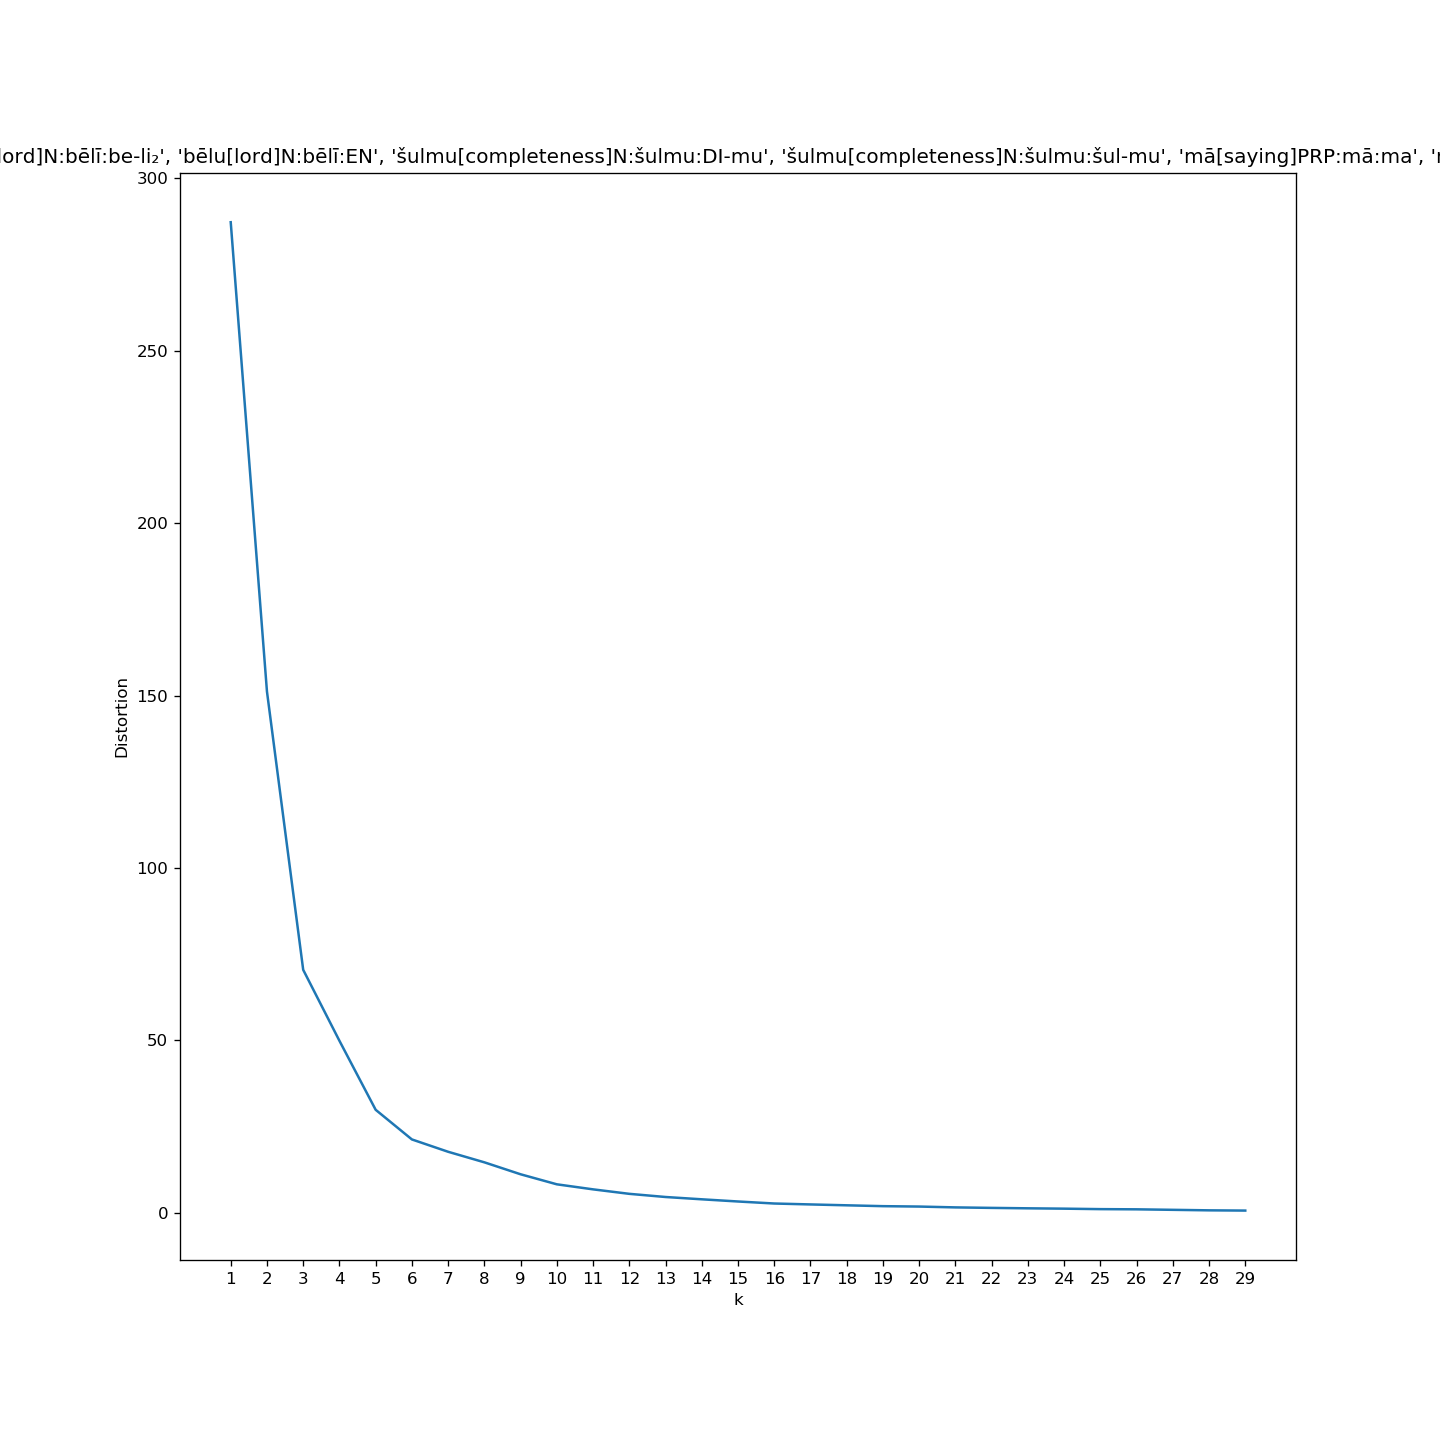 lord]N:bēlī:be-li₂', 'bēlu[lord]N:bēlī:EN', 'šulmu[completeness]N:šulmu:DI-mu', 'šulmu[completeness]N:šulmu:šul-mu', 'mā[saying]PRP:mā:ma',
300
250
200
150
100
50
0
Distortion
1 2 3 4 5 6 7 8 9 10 11 12 13 14 15 16 17 18 19 20 21 22 23 24 25 26 27 28 29
k